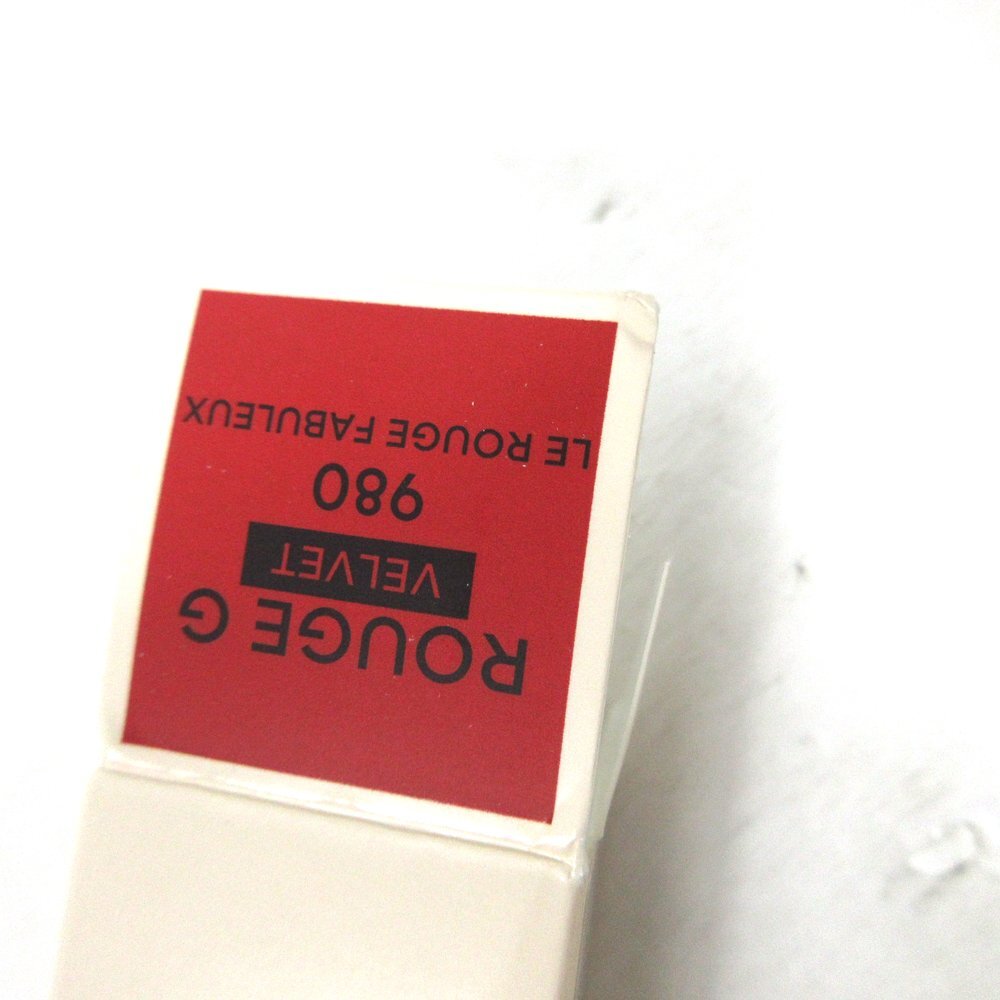 ROUGE G
VELVET
980
LE ROUGE FABULEUX